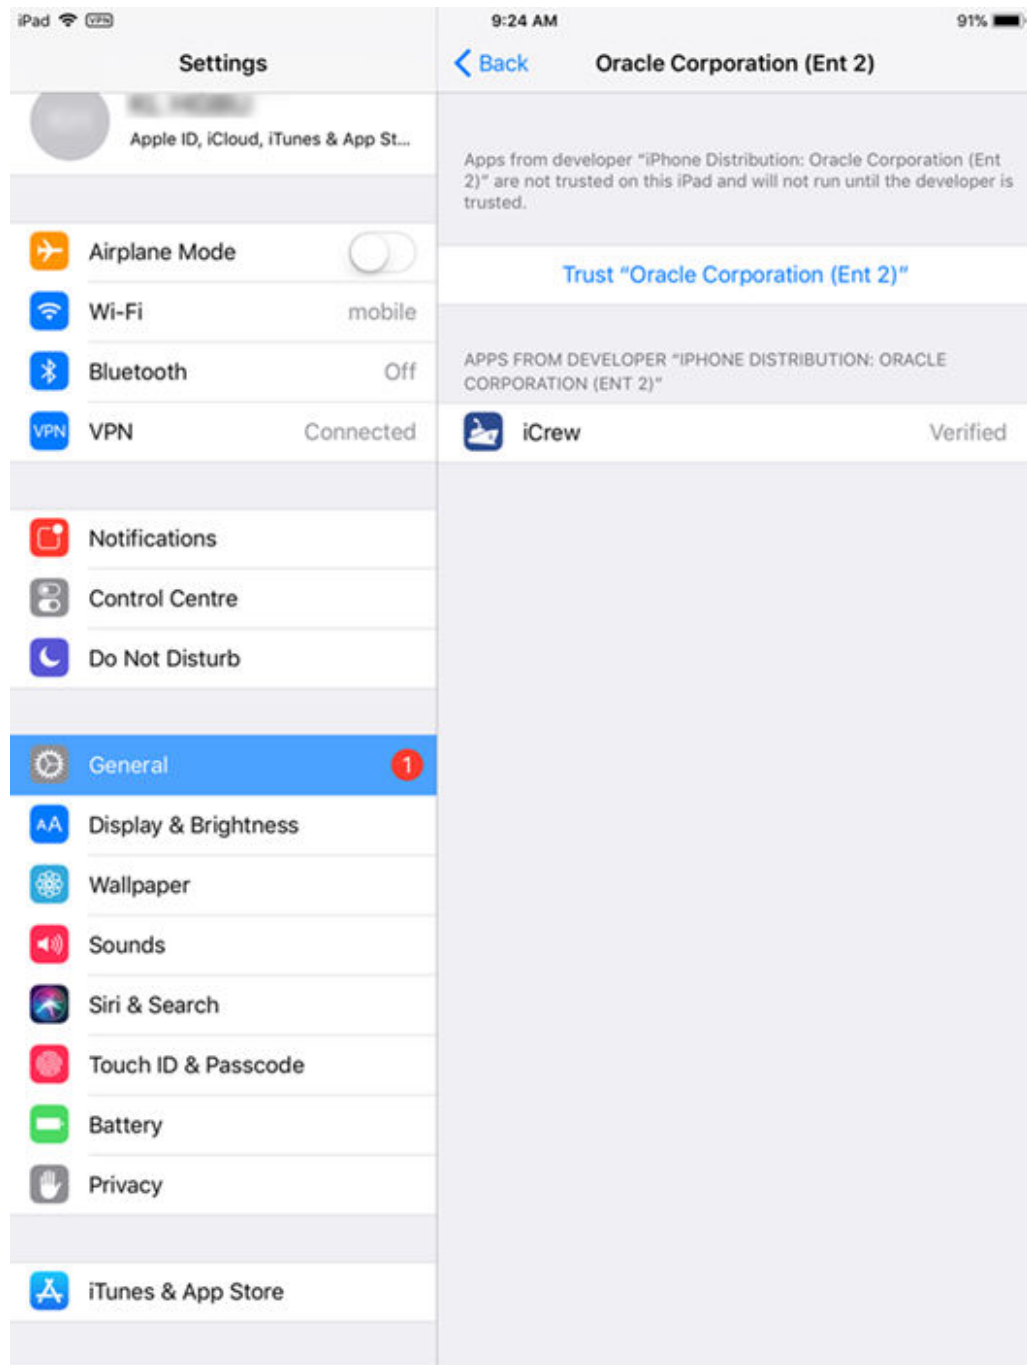 iPad VPN 9:24 AM 91%
Settings
Back Oracle Corporation (Ent 2)
Apple ID, iCloud, iTunes & App St...
Airplane Mode
Wi-Fi mobile
Bluetooth Off
VPN VPN Connected
Notifications
Control Centre
Do Not Disturb
General 1
AA Display & Brightness
Wallpaper
Sounds
Siri & Search
Touch ID & Passcode
Battery
Privacy
iTunes & App Store
Apps from developer “iPhone Distribution: Oracle Corporation (Ent
2)” are not trusted on this iPad and will not run until the developer is
trusted.
Trust “Oracle Corporation (Ent 2)”
APPS FROM DEVELOPER “IPHONE DISTRIBUTION: ORACLE
CORPORATION (ENT 2)”
iCrew Verified